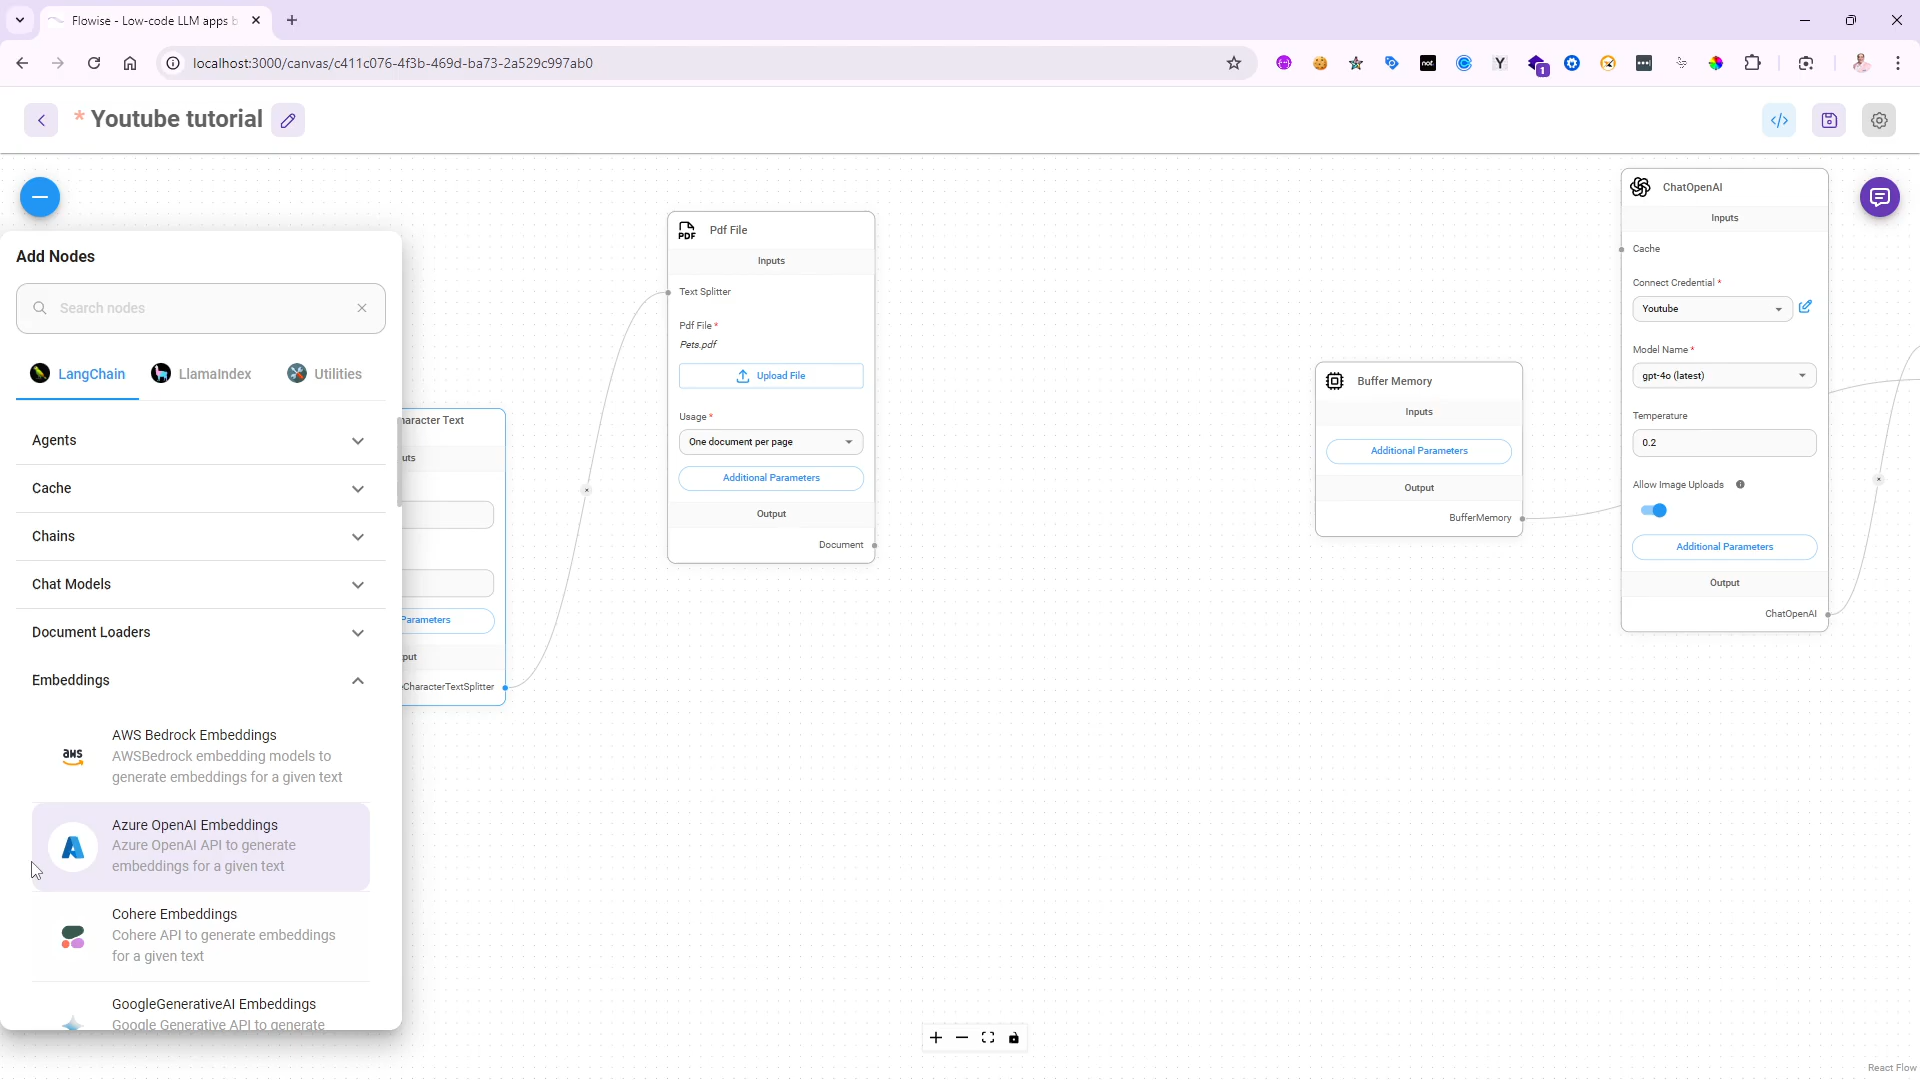 Flowise - Low-code LLM apps b
localhost:3000/canvas/c411c076-4f3b-469d-ba73-2a529c997ab0
not.
Y
1
* Youtube tutorial
Add Nodes
Search nodes
LangChain
LlamaIndex
Utilities
Agents
Cache
Chains
Chat Models
Document Loaders
Embeddings
aws
AWS Bedrock Embeddings
AWSBedrock embedding models to
generate embeddings for a given text
Azure OpenAI Embeddings
Azure OpenAI API to generate
embeddings for a given text
Cohere Embeddings
Cohere API to generate embeddings
for a given text
GoogleGenerativeAI Embeddings
Google Generative API to generate
haracter Text
uts
Parameters
put
eCharacterTextSplitter
PDF
Pdf File
Inputs
Text Splitter
Pdf File *
Pets.pdf
Upload File
Usage *
One document per page
Additional Parameters
Output
Document
Buffer Memory
Inputs
Additional Parameters
Output
BufferMemory
ChatOpenAI
Inputs
Cache
Connect Credential *
Youtube
Model Name *
gpt-4o (latest)
Temperature
0.2
Allow Image Uploads
Additional Parameters
Output
ChatOpenAI
React Flow